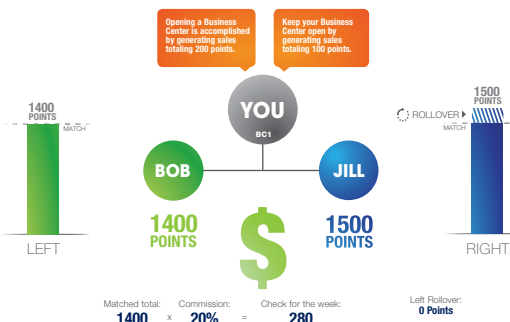 Opening a Business
Center is accomplished
by generating sales
totaling 200 points.
Keep your Business
Center open by
generating sales
totaling 100 points.
YOU
BC1
1400
POINTS
MATCH
1500
POINTS
ROLLOVER
MATCH
BOB
JILL
1400
POINTS
$
1500
POINTS
LEFT
RIGHT
Matched total: Commission: Check for the week:
1400 x 20% = 280
Left Rollover:
0 Points